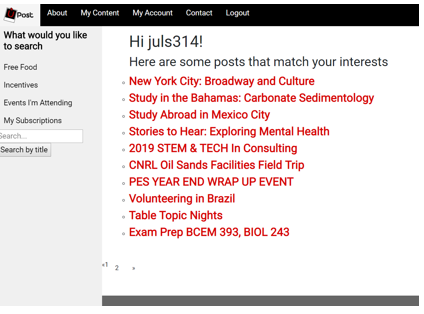 Post About My Content My Account Contact Logout
What would you like
to search
Free Food
Incentives
Events I'm Attending
My Subscriptions
Search...
Search by title
Hi juls314!
Here are some posts that match your interests
New York City: Broadway and Culture
Study in the Bahamas: Carbonate Sedimentology
Study Abroad in Mexico City
Stories to Hear: Exploring Mental Health
2019 STEM & TECH In Consulting
CNRL Oil Sands Facilities Field Trip
PES YEAR END WRAP UP EVENT
Volunteering in Brazil
Table Topic Nights
Exam Prep BCEM 393, BIOL 243
«1 2 »